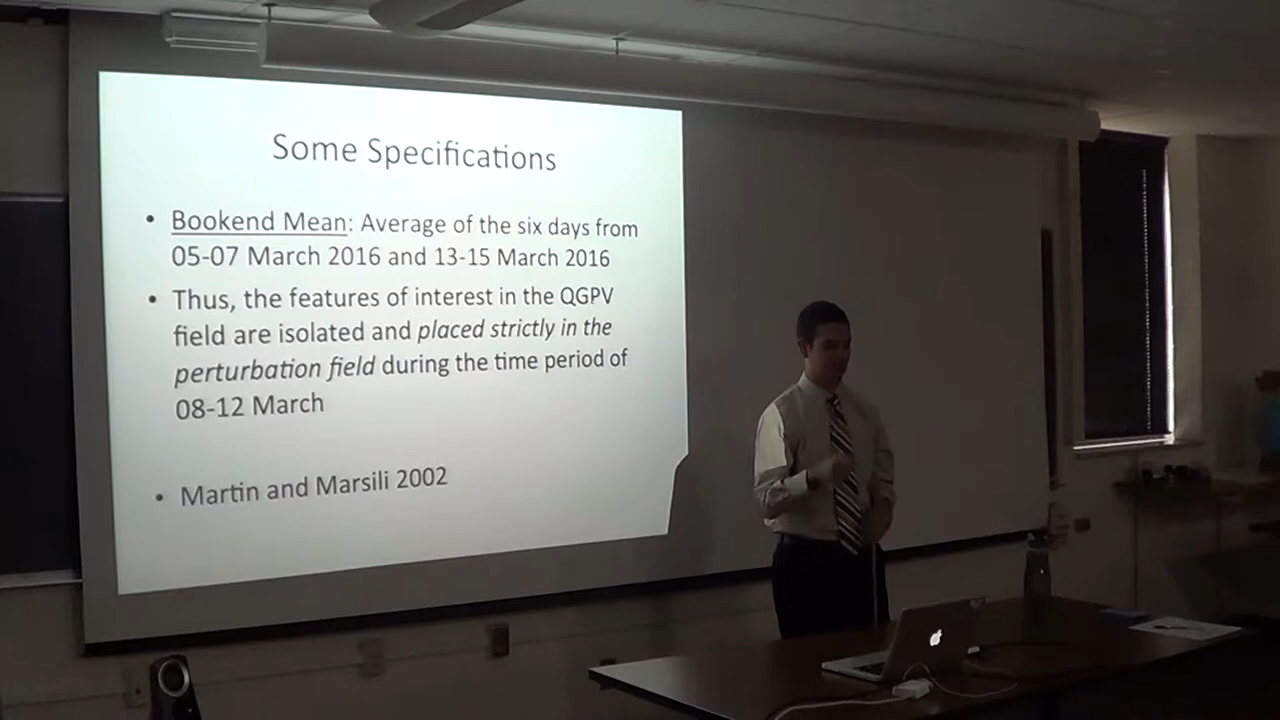 Some Specifications
• Bookend Mean: Average of the six days from
05-07 March 2016 and 13-15 March 2016
• Thus, the features of interest in the QGPV
field are isolated and placed strictly in the
perturbation field during the time period of
08-12 March
• Martin and Marsili 2002